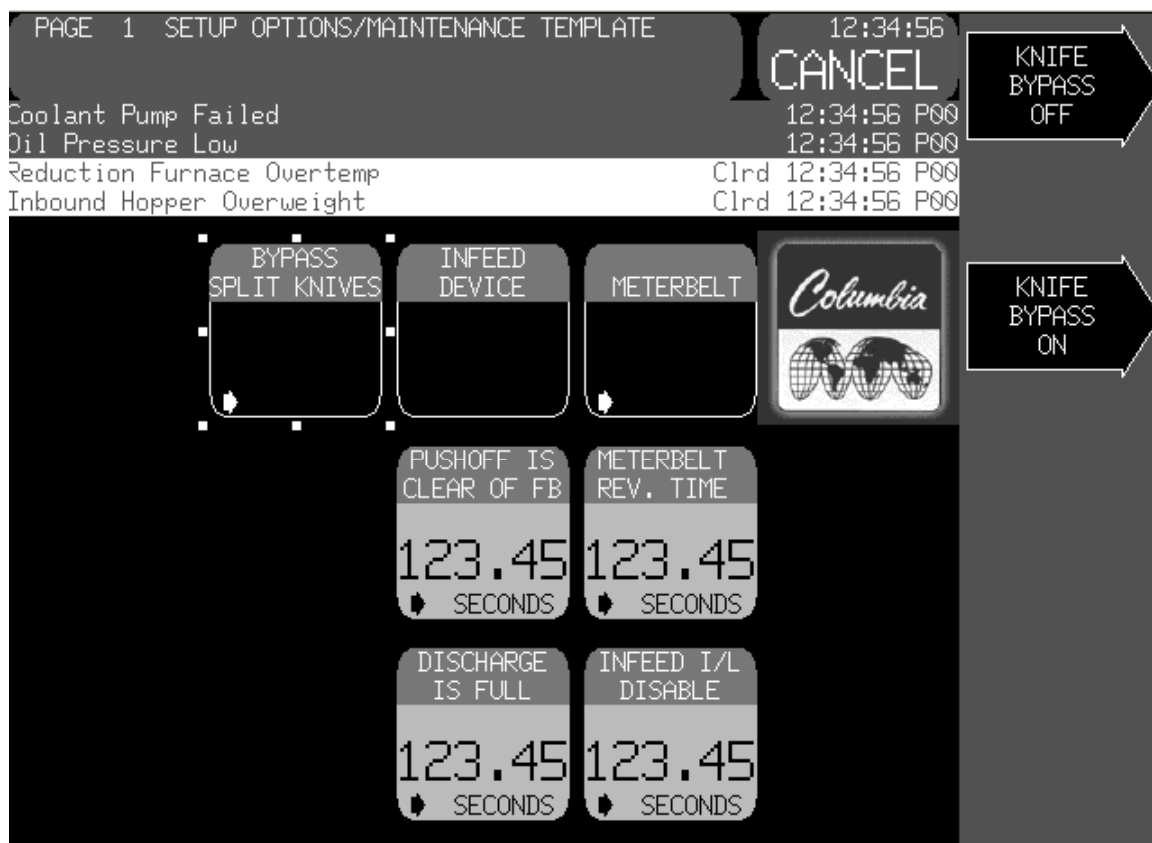 PAGE 1 SETUP OPTIONS/MAINTENANCE TEMPLATE
12:34:56
CANCEL
Coolant Pump Failed 12:34:56 P00
Oil Pressure Low 12:34:56 P00
Reduction Furnace Overtemp Clrd 12:34:56 P00
Inbound Hopper Overweight Clrd 12:34:56 P00
KNIFE
BYPASS
OFF
BYPASS
SPLIT KNIVES
INFEED
DEVICE
METERBELT
Columbia
KNIFE
BYPASS
ON
PUSHOFF IS
CLEAR OF FB
123.45
SECONDS
METERBELT
REV. TIME
123.45
SECONDS
DISCHARGE
IS FULL
123.45
SECONDS
INFEED I/L
DISABLE
123.45
SECONDS